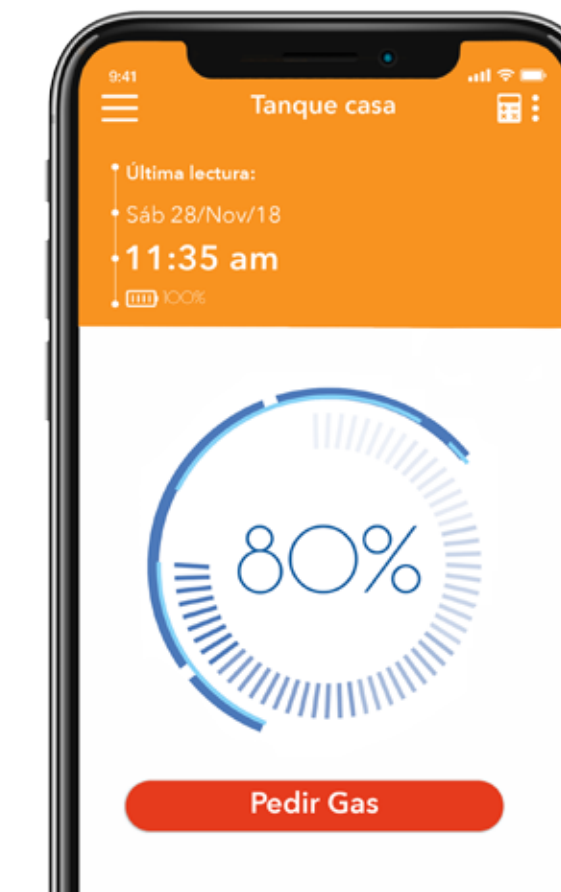 9:41
Tanque casa
Última lectura:
Sáb 28/Nov/18
11:35 am
100%
80%
Pedir Gas